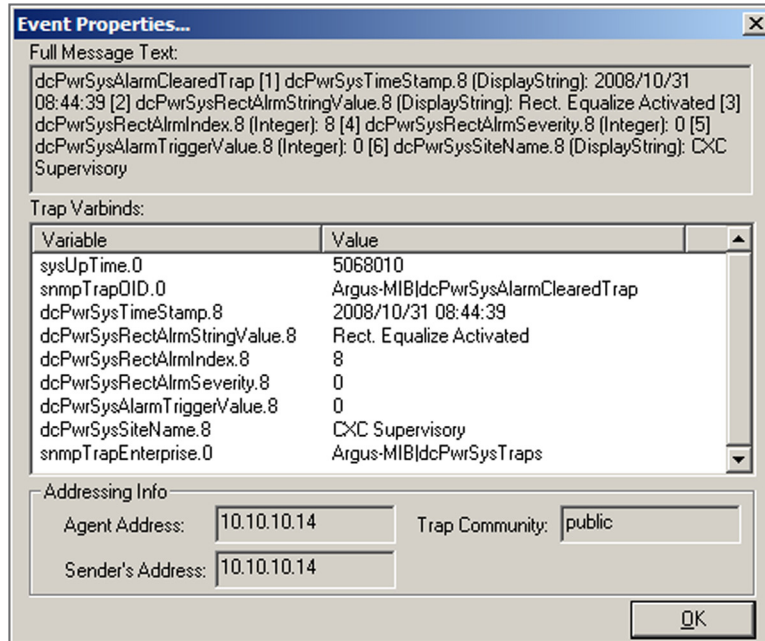 Event Properties...
Full Message Text:
dcPwrSysAlarmClearedTrap [1] dcPwrSysTimeStamp.8 (DisplayString): 2008/10/31
08:44:39 [2] dcPwrSysRectAlrmStringValue.8 (DisplayString): Rect. Equalize Activated [3]
dcPwrSysRectAlrmIndex.8 (Integer): 8 [4] dcPwrSysRectAlrmSeverity.8 (Integer): 0 [5]
dcPwrSysAlarmTriggerValue.8 (Integer): 0 [6] dcPwrSysSiteName.8 (DisplayString): CXC
Supervisory
Trap Varbinds:
Variable Value
sysUpTime.0 5068010
snmpTrapOID.0 Argus-MIB|dcPwrSysAlarmClearedTrap
dcPwrSysTimeStamp.8 2008/10/31 08:44:39
dcPwrSysRectAlrmStringValue.8 Rect. Equalize Activated
dcPwrSysRectAlrmIndex.8 8
dcPwrSysRectAlrmSeverity.8 0
dcPwrSysAlarmTriggerValue.8 0
dcPwrSysSiteName.8 CXC Supervisory
snmpTrapEnterprise.0 Argus-MIB|dcPwrSysTraps
Addressing Info
Agent Address: 10.10.10.14 Trap Community: public
Sender's Address: 10.10.10.14
OK